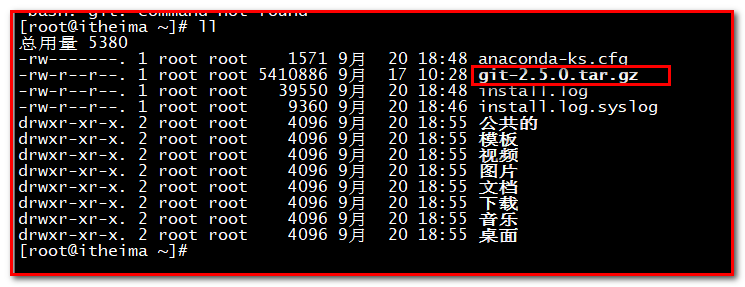 bash: git: command not found
[root@itheima ~]# ll
总用量 5380
-rw-------. 1 root root    1571 9月  20 18:48 anaconda-ks.cfg
-rw-r--r--. 1 root root 5410886 9月  17 10:28 git-2.5.0.tar.gz
-rw-r--r--. 1 root root   39550 9月  20 18:48 install.log
-rw-r--r--. 1 root root    9360 9月  20 18:46 install.log.syslog
drwxr-xr-x. 2 root root    4096 9月  20 18:55 公共的
drwxr-xr-x. 2 root root    4096 9月  20 18:55 模板
drwxr-xr-x. 2 root root    4096 9月  20 18:55 视频
drwxr-xr-x. 2 root root    4096 9月  20 18:55 图片
drwxr-xr-x. 2 root root    4096 9月  20 18:55 文档
drwxr-xr-x. 2 root root    4096 9月  20 18:55 下载
drwxr-xr-x. 2 root root    4096 9月  20 18:55 音乐
drwxr-xr-x. 2 root root    4096 9月  20 18:55 桌面
[root@itheima ~]#